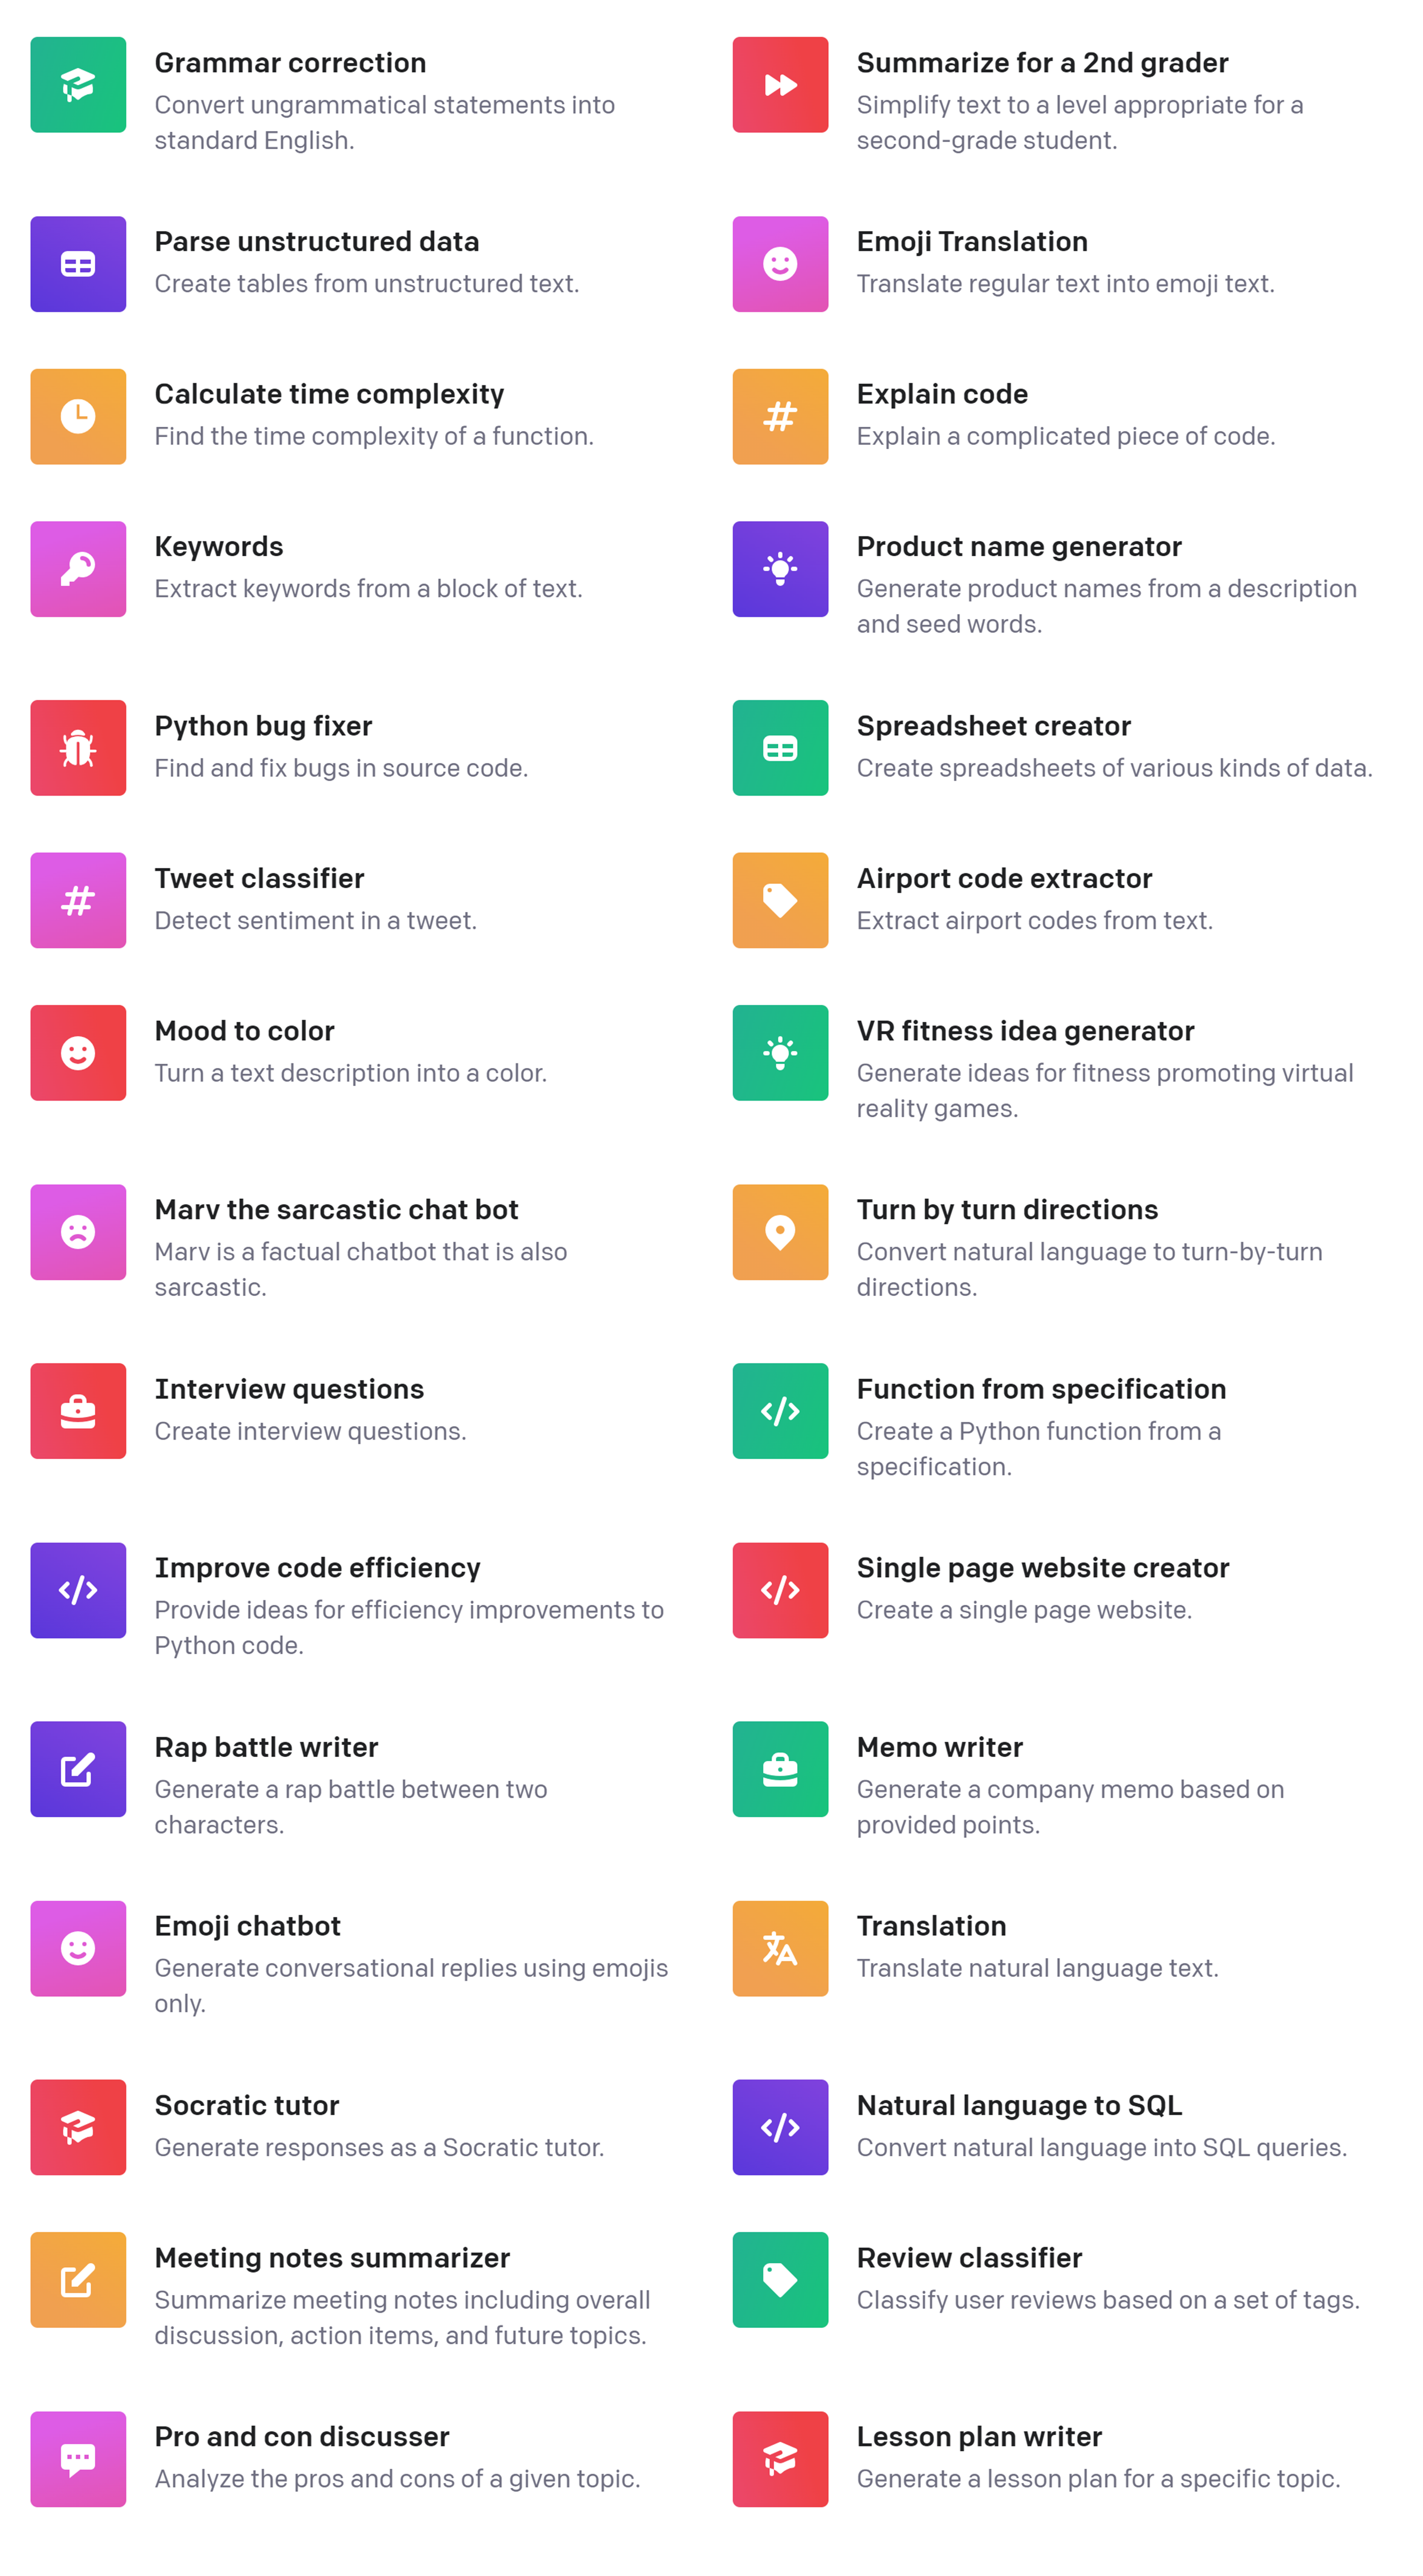 Grammar correction
Convert ungrammatical statements into
standard English.
Summarize for a 2nd grader
Simplify text to a level appropriate for a
second-grade student.
Parse unstructured data
Create tables from unstructured text.
Emoji Translation
Translate regular text into emoji text.
Calculate time complexity
Find the time complexity of a function.
Explain code
Explain a complicated piece of code.
Keywords
Extract keywords from a block of text.
Product name generator
Generate product names from a description
and seed words.
Python bug fixer
Find and fix bugs in source code.
Spreadsheet creator
Create spreadsheets of various kinds of data.
Tweet classifier
Detect sentiment in a tweet.
Airport code extractor
Extract airport codes from text.
Mood to color
Turn a text description into a color.
VR fitness idea generator
Generate ideas for fitness promoting virtual
reality games.
Marv the sarcastic chat bot
Marv is a factual chatbot that is also
sarcastic.
Turn by turn directions
Convert natural language to turn-by-turn
directions.
Interview questions
Create interview questions.
Function from specification
Create a Python function from a
specification.
Improve code efficiency
Provide ideas for efficiency improvements to
Python code.
Single page website creator
Create a single page website.
Rap battle writer
Generate a rap battle between two
characters.
Memo writer
Generate a company memo based on
provided points.
Emoji chatbot
Generate conversational replies using emojis
only.
Translation
Translate natural language text.
Socratic tutor
Generate responses as a Socratic tutor.
Natural language to SQL
Convert natural language into SQL queries.
Meeting notes summarizer
Summarize meeting notes including overall
discussion, action items, and future topics.
Review classifier
Classify user reviews based on a set of tags.
Pro and con discusser
Analyze the pros and cons of a given topic.
Lesson plan writer
Generate a lesson plan for a specific topic.